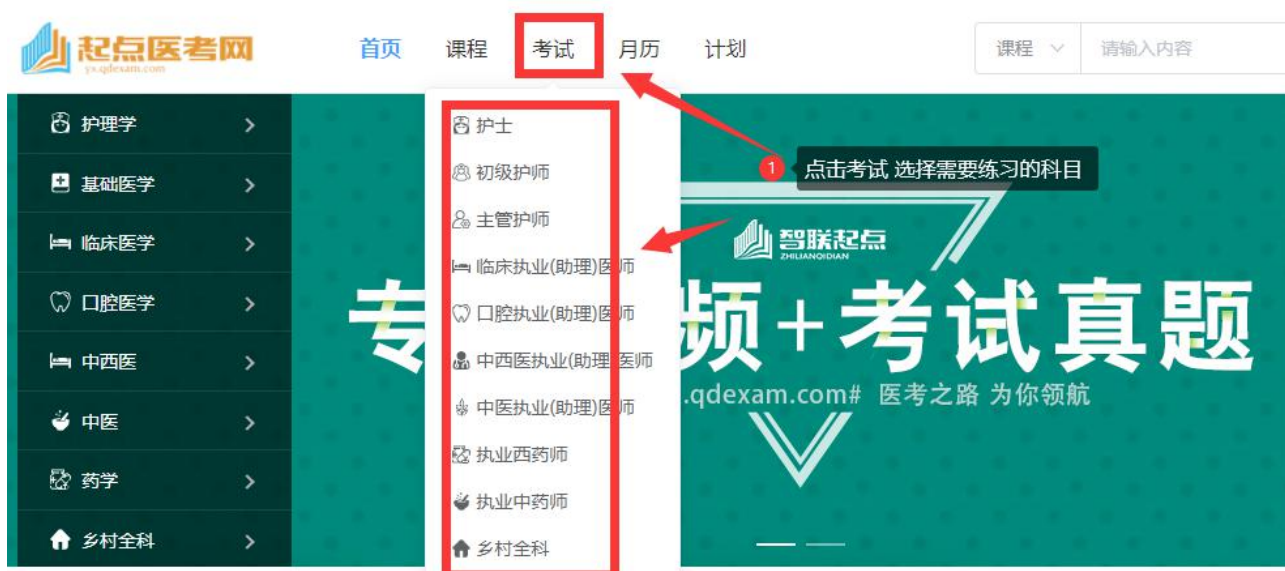 起点医考网
yx.qdexam.com
首页 课程 考试 月历 计划
课程 请输入内容
护理学
基础医学
临床医学
口腔医学
中西医
中医
药学
乡村全科
护士
初级护师
主管护师
临床执业(助理)医师
口腔执业(助理)医师
中西医执业(助理)医师
中医执业(助理)医师
执业西药师
执业中药师
乡村全科
1 点击考试 选择需要练习的科目
智联起点
ZHILIANQIDIAN
专 频+考试真题
.qdexam.com# 医考之路 为你领航